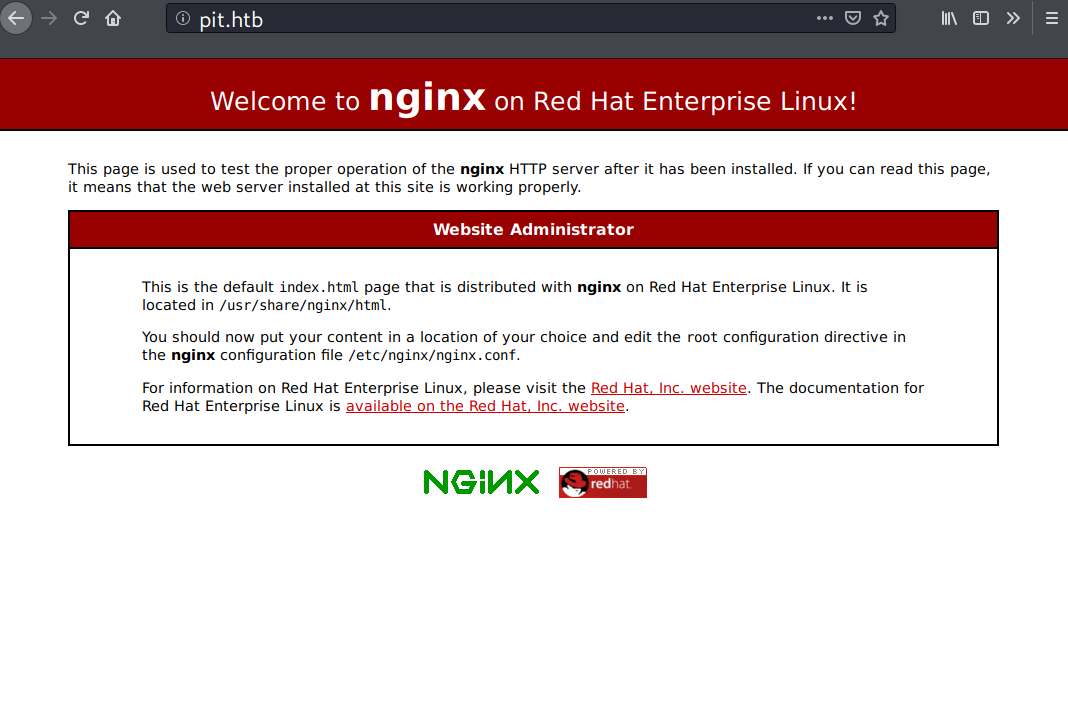 pit.htb
Welcome to nginx on Red Hat Enterprise Linux!
This page is used to test the proper operation of the nginx HTTP server after it has been installed. If you can read this page,
it means that the web server installed at this site is working properly.
Website Administrator
This is the default index.html page that is distributed with nginx on Red Hat Enterprise Linux. It is
located in /usr/share/nginx/html.
You should now put your content in a location of your choice and edit the root configuration directive in
the nginx configuration file /etc/nginx/nginx.conf.
For information on Red Hat Enterprise Linux, please visit the Red Hat, Inc. website. The documentation for
Red Hat Enterprise Linux is available on the Red Hat, Inc. website.
NGiNX
POWERED BY
redhat.